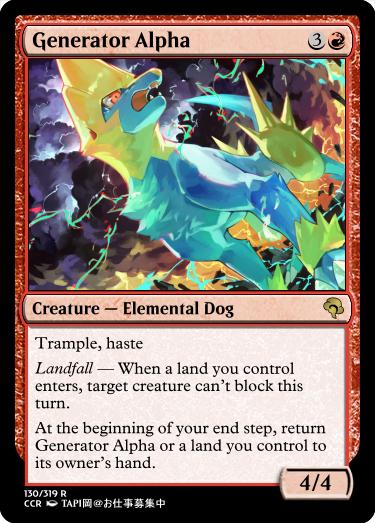 Generator Alpha 3
Creature — Elemental Dog
Trample, haste
Landfall — When a land you control
enters, target creature can't block this
turn.
At the beginning of your end step, return
Generator Alpha or a land you control to
its owner's hand.
4/4
130/319 R
CCR TAPI岡@お仕事募集中